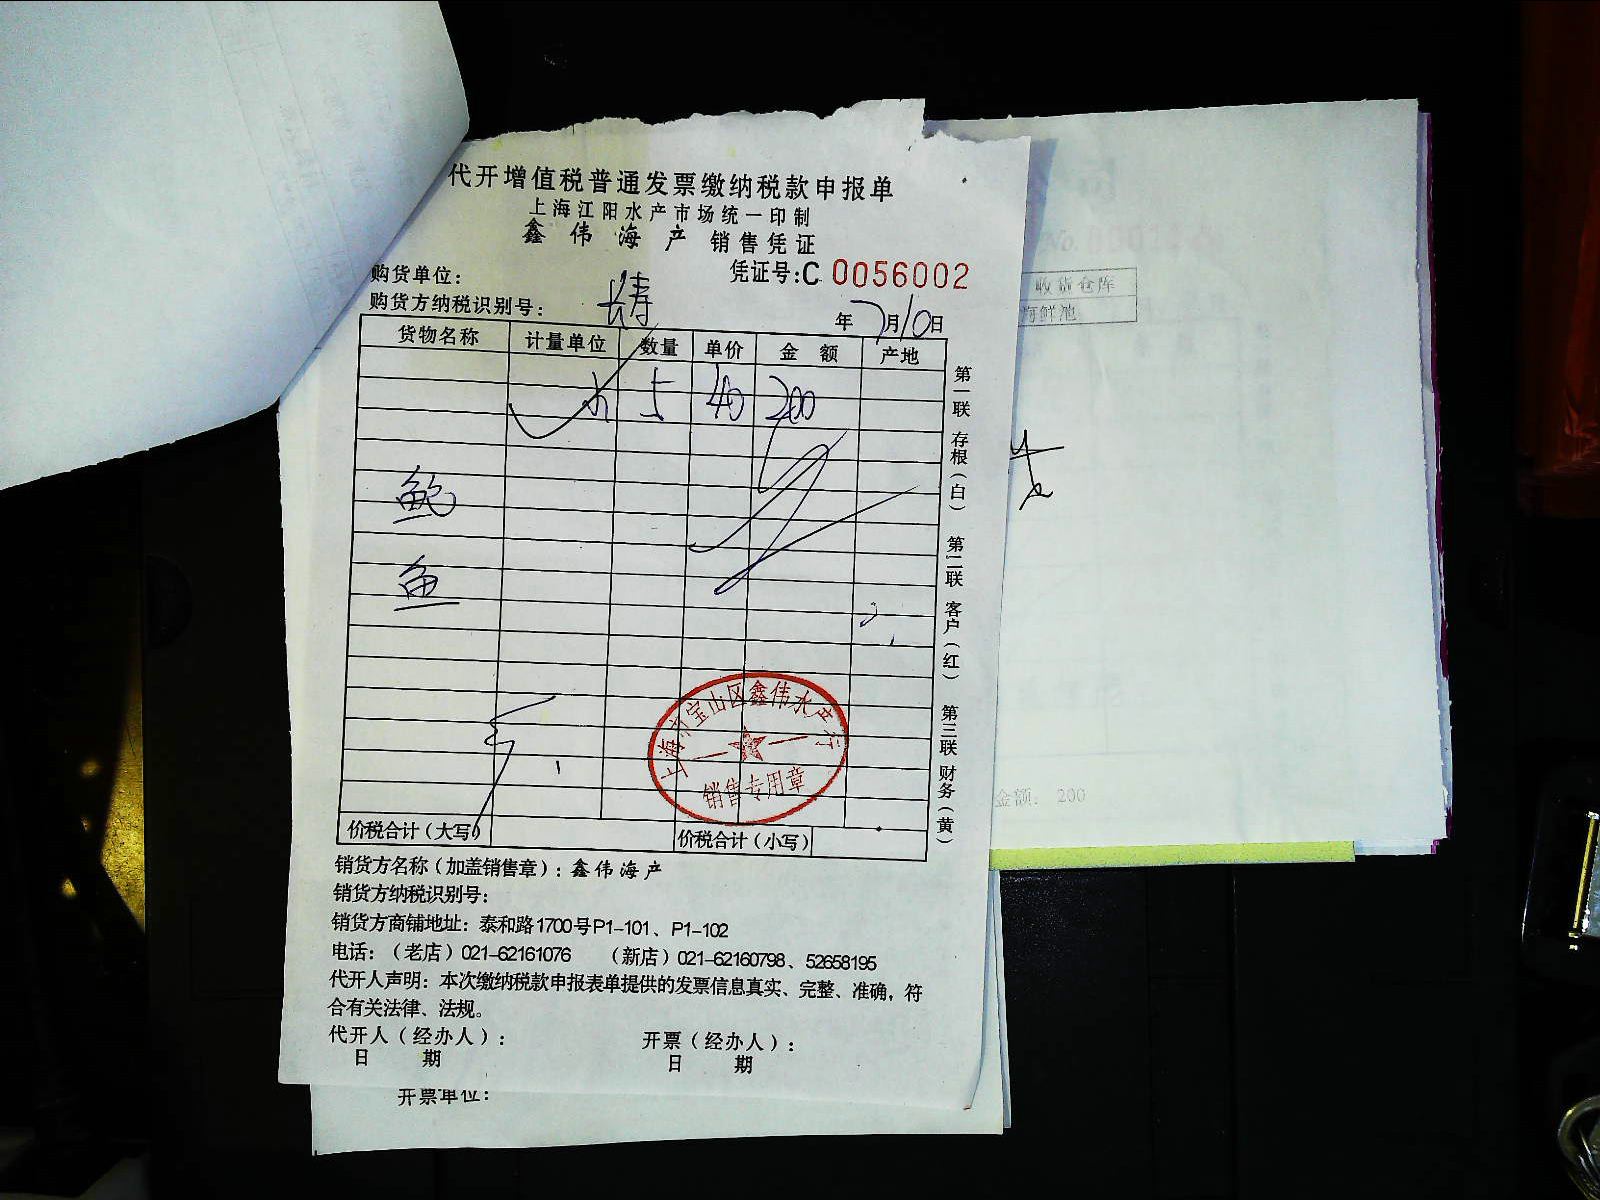 代开增值税普通发票缴纳税款申报单
上海江阳水产市场统一印制
鑫伟海产 销售凭证
凭证号:C 0056002
购货单位:
购货方纳税识别号: 长寿
年 7月10日
货物名称 计量单位 数量 单价 金额 产地
小 5 40 200
鲍
鱼
价税合计（大写） 价税合计（小写）
第一联 存根（白） 第二联 客户（红） 第三联 财务（黄）
上海市宝山区鑫伟水产行
销售专用章
销货方名称（加盖销售章）: 鑫伟海产
销货方纳税识别号:
销货方商铺地址: 泰和路1700号P1-101、P1-102
电话:（老店）021-62161076 （新店）021-62160798、52658195
代开人声明: 本次缴纳税款申报表单提供的发票信息真实、完整、准确，符
合有关法律、法规。
代开人（经办人）: 开票（经办人）:
日 期 日 期
开票单位:
No.
收货仓库
海鲜池
金额: 200